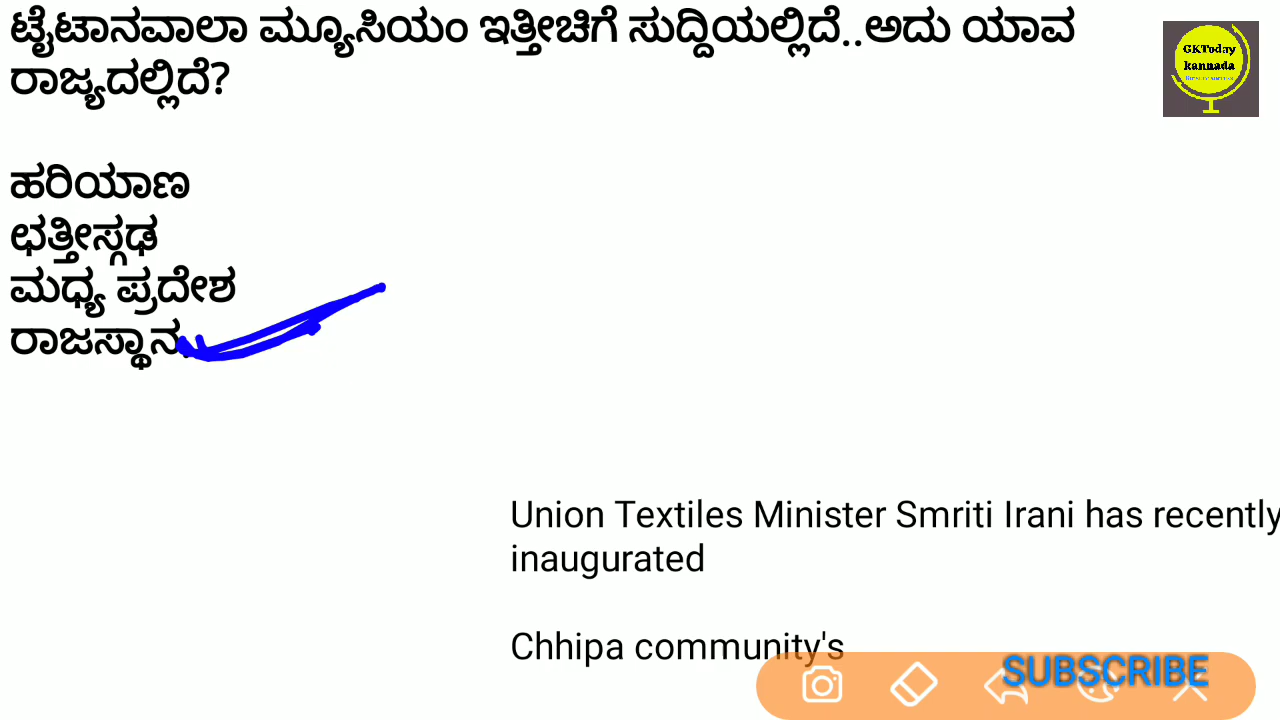 ಟೈಟಾನವಾಲಾ ಮ್ಯೂಸಿಯಂ ಇತ್ತೀಚಿಗೆ ಸುದ್ದಿಯಲ್ಲಿದೆ..ಅದು ಯಾವ
ರಾಜ್ಯದಲ್ಲಿದೆ?
GKToday
kannada
ಹರಿಯಾಣ
ಛತ್ತೀಸ್ಗಢ
ಮಧ್ಯ ಪ್ರದೇಶ
ರಾಜಸ್ಥಾನ.
Union Textiles Minister Smriti Irani has recently
inaugurated
Chhipa community's
SUBSCRIBE